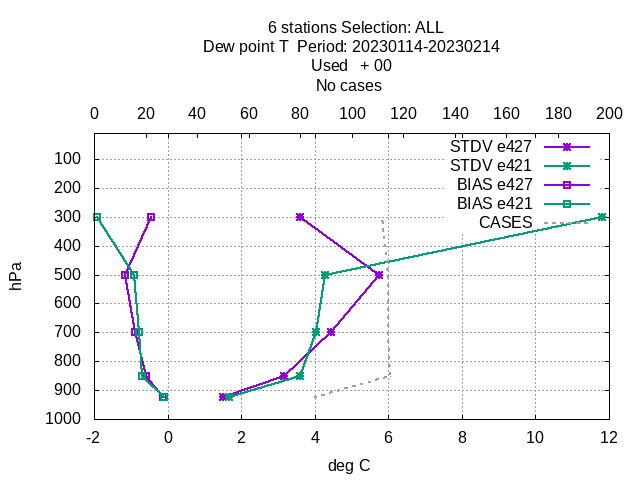 6 stations Selection: ALL
Dew point T  Period: 20230114-20230214
Used   + 00
No cases
0 20 40 60 80 100 120 140 160 180 200
STDV e427
STDV e421
BIAS e427
BIAS e421
CASES
100
200
300
400
500
600
700
800
900
1000
hPa
-2 0 2 4 6 8 10 12
deg C